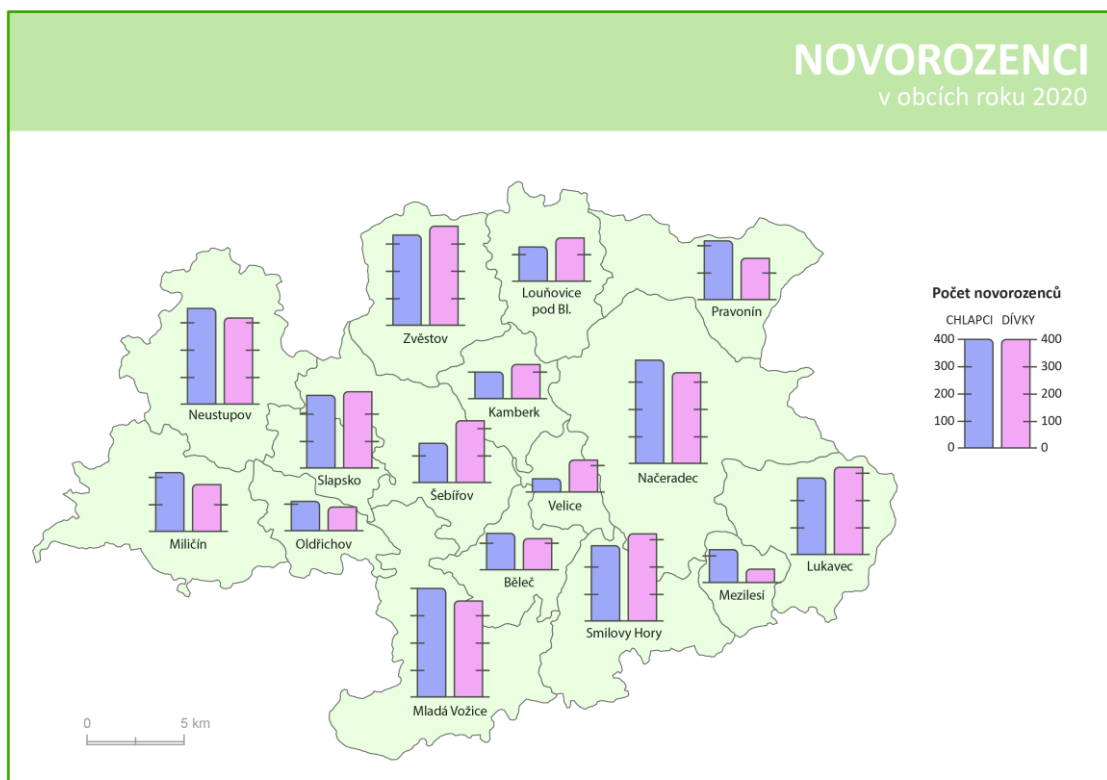 NOVOROZENCI
v obcích roku 2020
Zvěstov
Louňovice
pod Bl.
Pravonín
Neustupov
Kamberk
Slapsko
Šebířov
Načeradec
Velice
Miličín
Oldřichov
Běleč
Lukavec
Mezilesí
Smilovy Hory
Mladá Vožice
Počet novorozenců
CHLAPCI DÍVKY
400 400
300 300
200 200
100 100
0 0
0 5 km